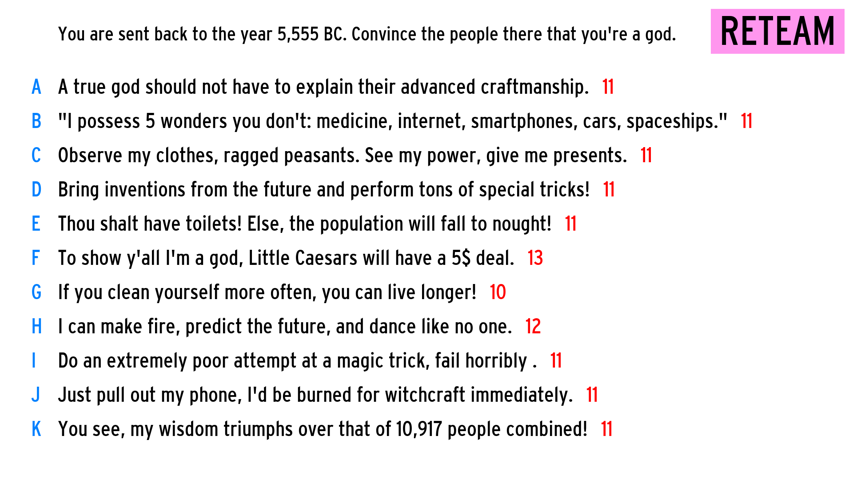 You are sent back to the year 5,555 BC. Convince the people there that you're a god.
RETEAM
A A true god should not have to explain their advanced craftmanship. 11
B "I possess 5 wonders you don't: medicine, internet, smartphones, cars, spaceships." 11
C Observe my clothes, ragged peasants. See my power, give me presents. 11
D Bring inventions from the future and perform tons of special tricks! 11
E Thou shalt have toilets! Else, the population will fall to nought! 11
F To show y'all I'm a god, Little Caesars will have a 5$ deal. 13
G If you clean yourself more often, you can live longer! 10
H I can make fire, predict the future, and dance like no one. 12
I Do an extremely poor attempt at a magic trick, fail horribly . 11
J Just pull out my phone, I'd be burned for witchcraft immediately. 11
K You see, my wisdom triumphs over that of 10,917 people combined! 11